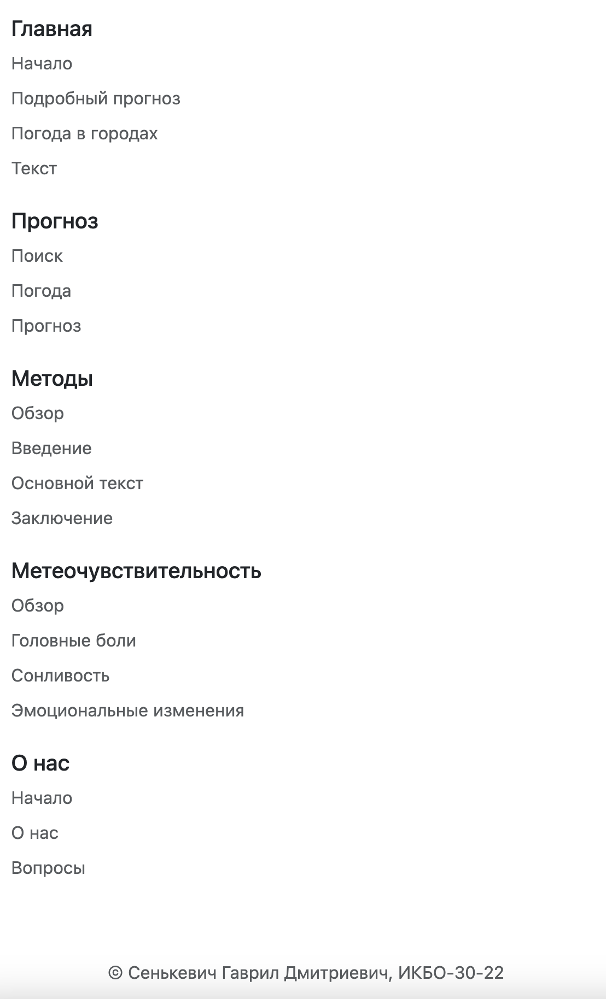 Главная
Начало
Подробный прогноз
Погода в городах
Текст
Прогноз
Поиск
Погода
Прогноз
Методы
Обзор
Введение
Основной текст
Заключение
Метеочувствительность
Обзор
Головные боли
Сонливость
Эмоциональные изменения
О нас
Начало
О нас
Вопросы
© Сенькевич Гаврил Дмитриевич, ИКБО-30-22